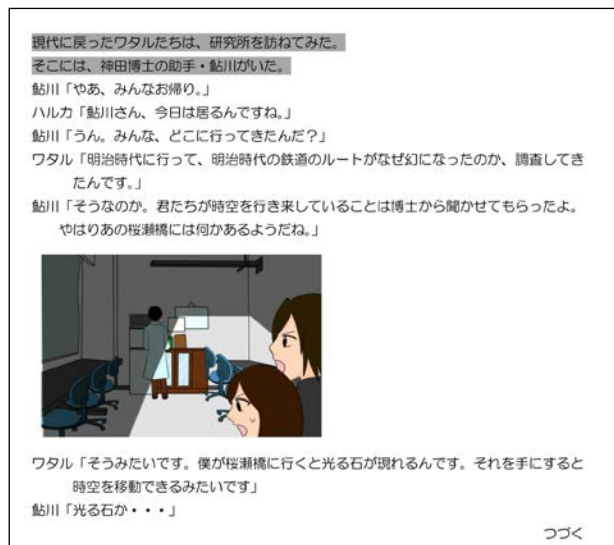 現代に戻ったワタルたちは、研究所を訪ねてみた。
そこには、神田博士の助手・鮎川がいた。
鮎川「やあ、みんなお帰り。」
ハルカ「鮎川さん、今日は居るんですね。」
鮎川「うん。みんな、どこに行ってきたんだ？」
ワタル「明治時代に行って、明治時代の鉄道のルートがなぜ幻になったのか、調査してき
たんです。」
鮎川「そうなのか。君たちが時空を行き来していることは博士から聞かせてもらったよ。
やはりあの桜瀬橋には何かあるようだね。」
ワタル「そうみたいです。僕が桜瀬橋に行くと光る石が現れるんです。それを手にすると
時空を移動できるみたいです」
鮎川「光る石か・・・」
つづく